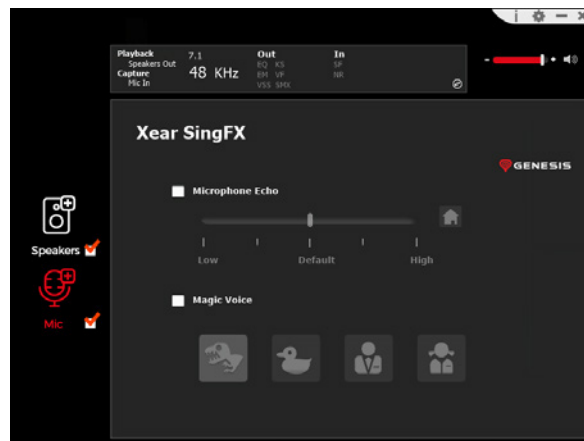 Playback
7.1
Out
In
Speakers Out
EQ KS
SF
Capture
48 KHz
EM VF
NR
Mic In
VSS SMX
Xear SingFX
GENESIS
Microphone Echo
Low
Default
High
Speakers
Magic Voice
Mic